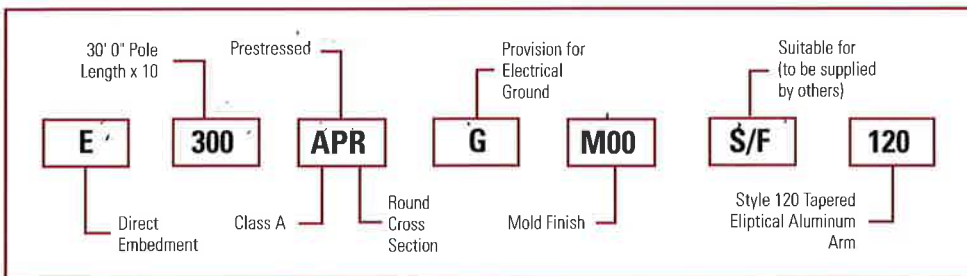 30' 0" Pole
Length x 10
Prestressed
Provision for
Electrical
Ground
Suitable for
(to be supplied
by others)
E
300
APR
G
M00
S/F
120
Direct
Embedment
Class A
Round
Cross
Section
Mold Finish
Style 120 Tapered
Eliptical Aluminum
Arm